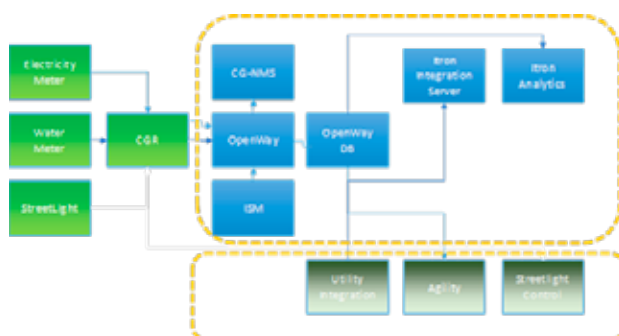 Electricity
Meter
Water
Meter
StreetLight
CGR
CG-NMS
OpenWay
ISM
OpenWay
DB
Itron
Integration
Server
Itron
Analytics
Utility
Integration
Agility
Streetlight
Control